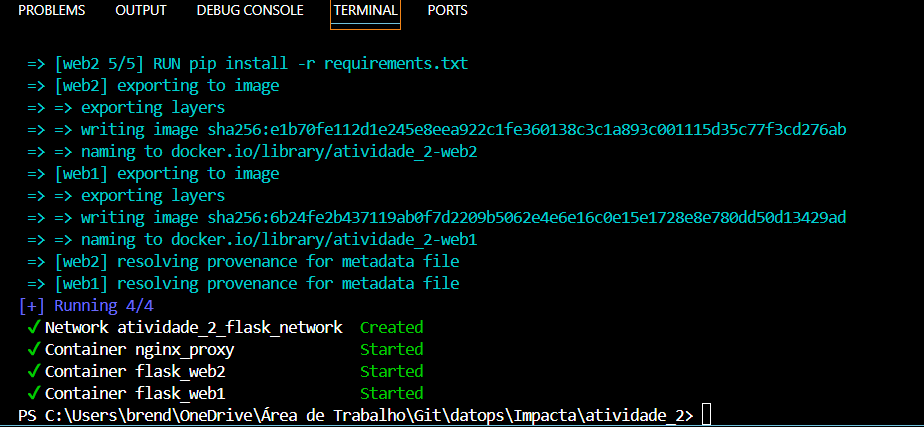 PROBLEMS OUTPUT DEBUG CONSOLE TERMINAL PORTS
=> [web2 5/5] RUN pip install -r requirements.txt
=> [web2] exporting to image
=> => exporting layers
=> => writing image sha256:e1b70fe112d1e245e8eea922c1fe360138c3c1a893c001115d35c77f3cd276ab
=> => naming to docker.io/library/atividade_2-web2
=> [web1] exporting to image
=> => exporting layers
=> => writing image sha256:6b24fe2b437119ab0f7d2209b5062e4e6e16c0e15e1728e8e780dd50d13429ad
=> => naming to docker.io/library/atividade_2-web1
=> [web2] resolving provenance for metadata file
=> [web1] resolving provenance for metadata file
[+] Running 4/4
✔ Network atividade_2_flask_network Created
✔ Container nginx_proxy Started
✔ Container flask_web2 Started
✔ Container flask_web1 Started
PS C:\Users\brend\OneDrive\Área de Trabalho\Git\datops\Impacta\atividade_2>